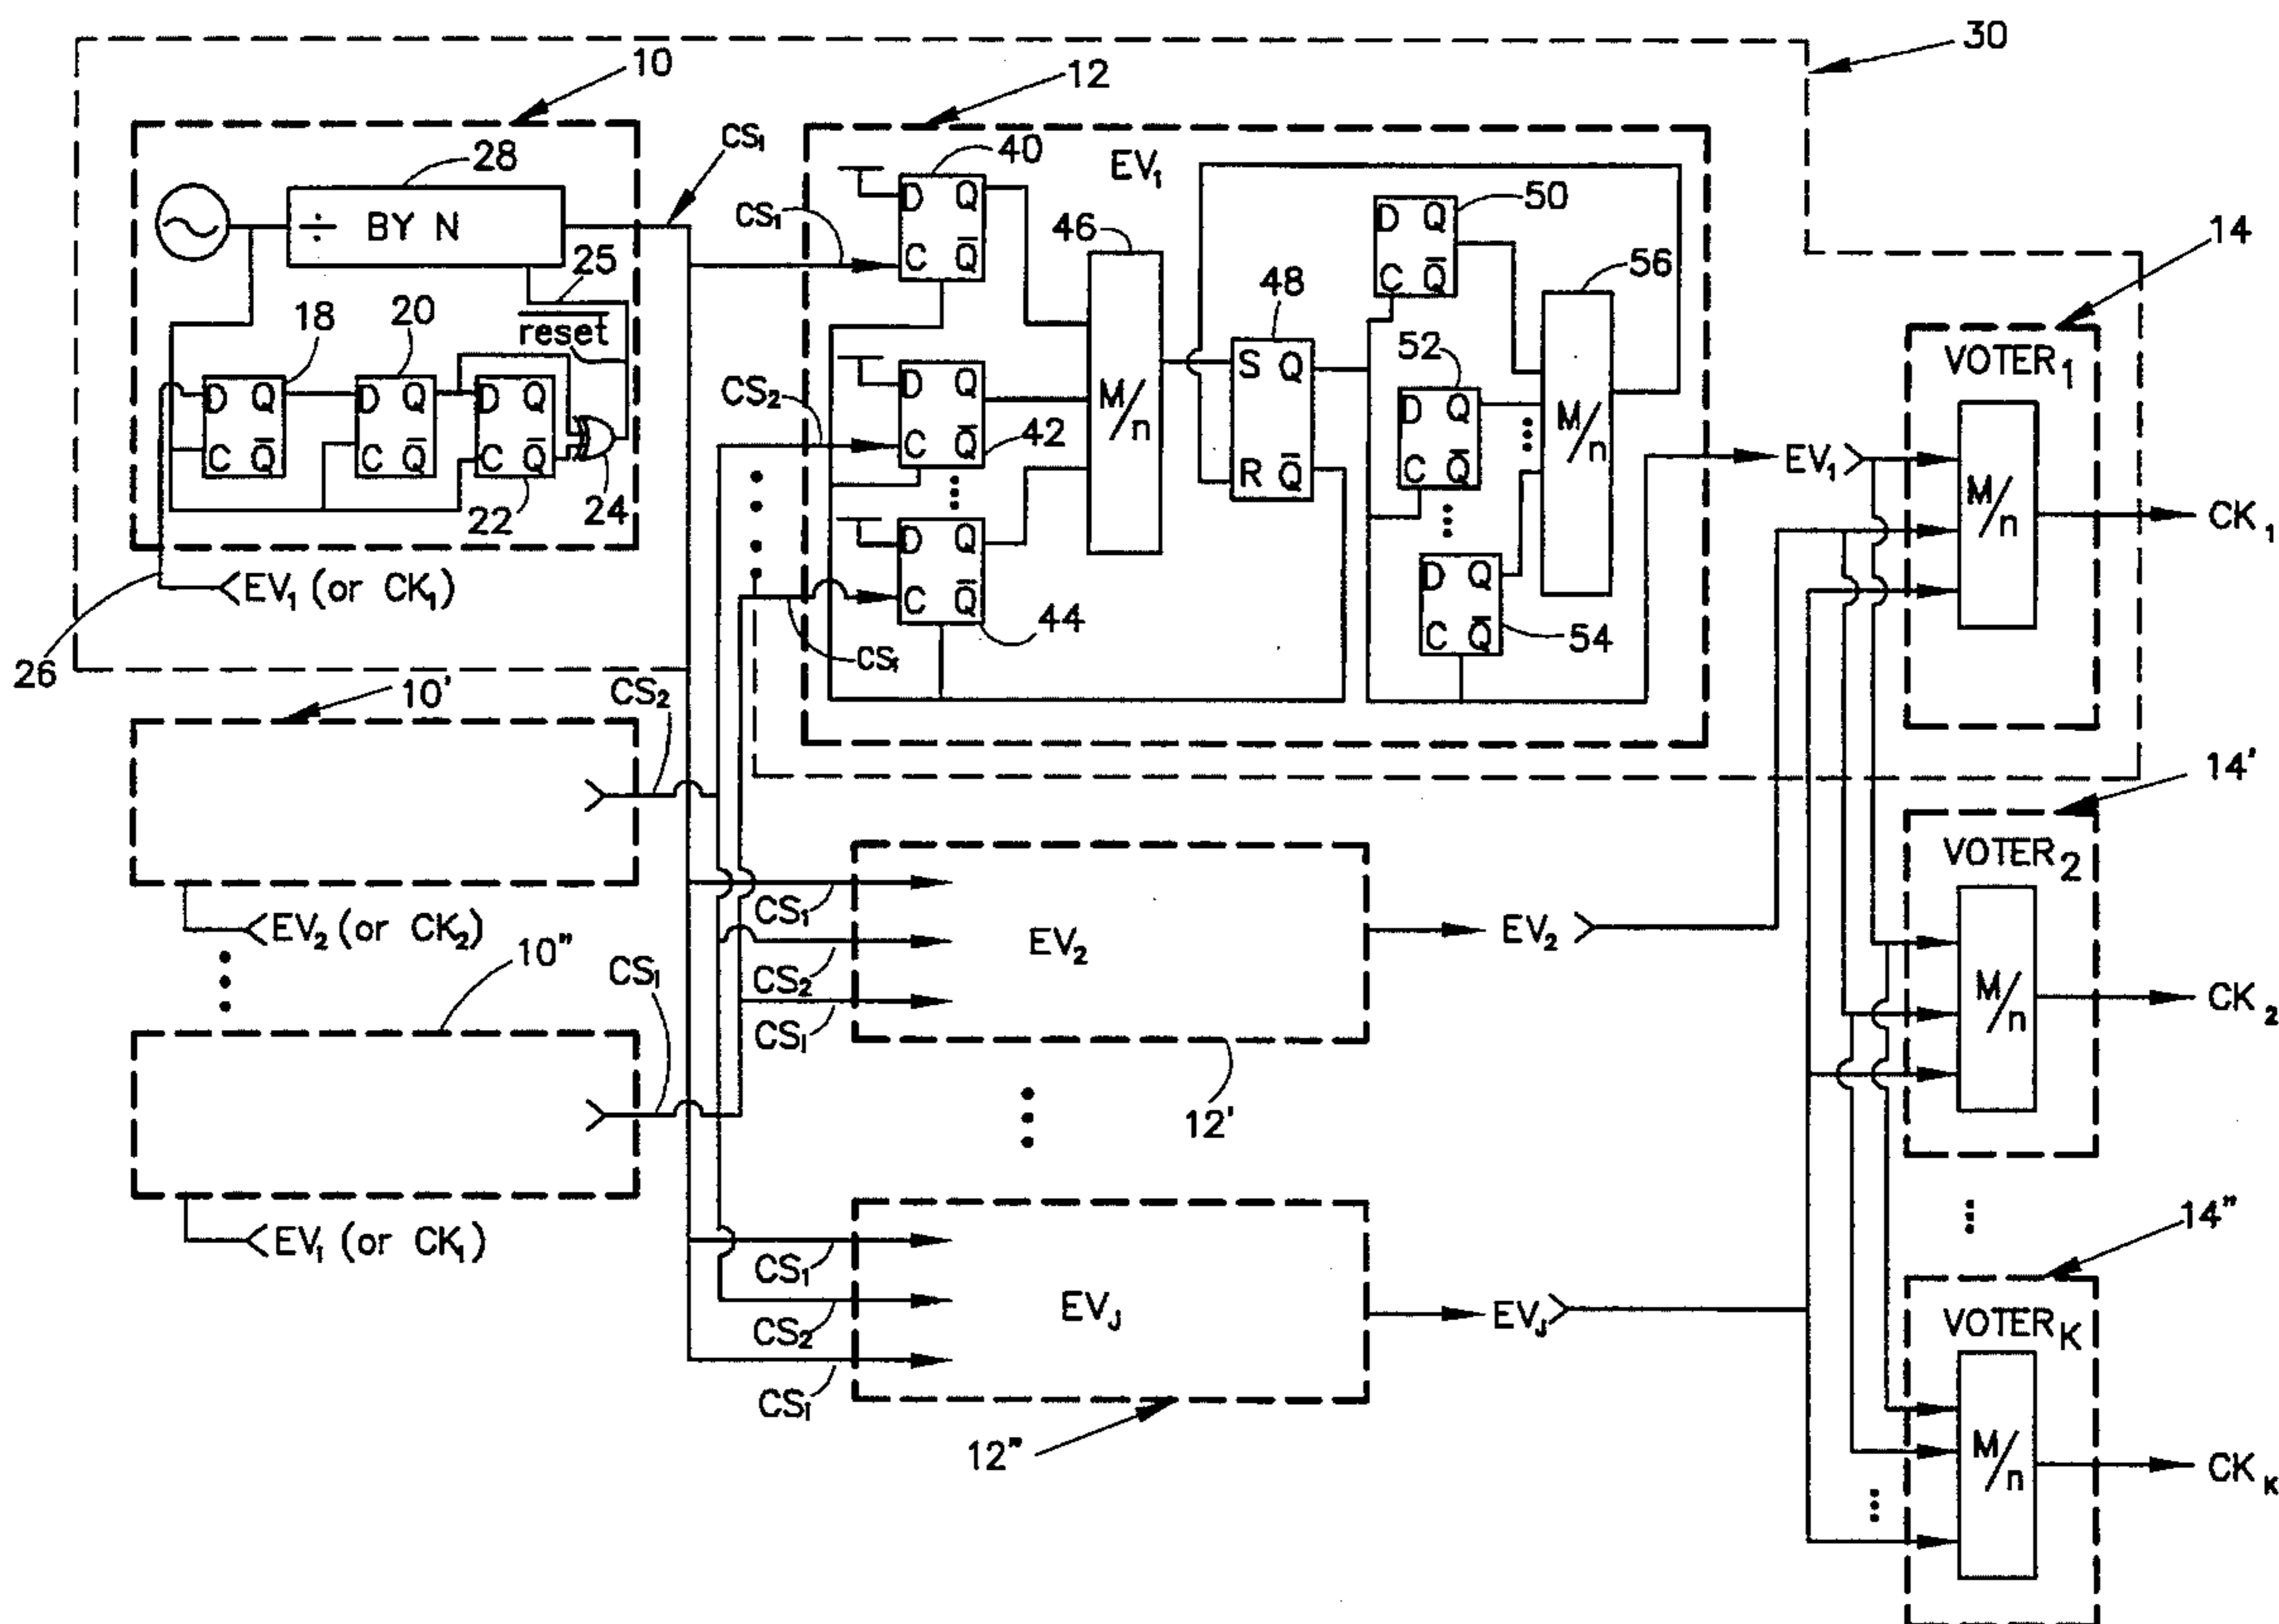 30
10
12
28
CS₁
40
EV₁
÷ BY N
CS₁
D Q
C Q̅
46
50
D Q
C Q̅
14
25
reset
48
56
VOTER₁
18
20
D Q
C Q̅
D Q
C Q̅
D Q
C Q̅
22
24
CS₂
D Q
C Q̅
42
M/n
S Q
R Q̅
52
D Q
C Q̅
M/n
EV₁
M/n
CK₁
D Q
C Q̅
44
D Q
C Q̅
54
EV₁ (or CK₁)
26
CSᵢ
10'
CS₂
14'
VOTER₂
EV₂ (or CK₂)
CS₁
CS₂
CSᵢ
EV₂
EV₂
M/n
CK₂
10"
CSᵢ
12'
14"
EVᵢ (or CKᵢ)
CS₁
CS₂
CSᵢ
EVⱼ
EVⱼ
VOTERK
12"
M/n
CKK